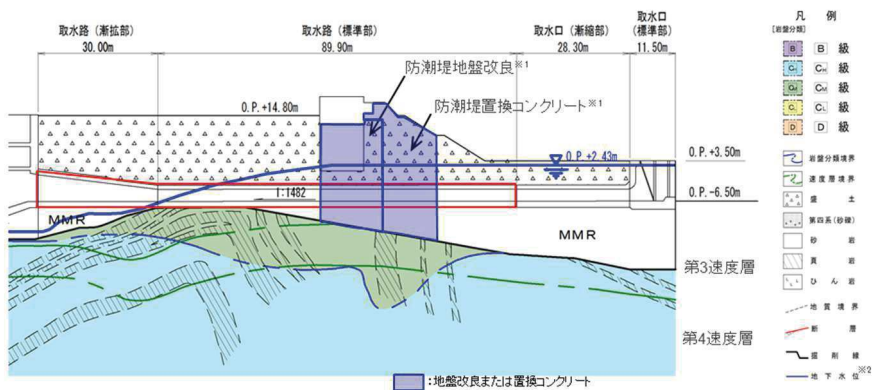 取水路（漸拡部）
30.00m
取水路（標準部）
89.90m
取水口（漸縮部）
28.30m
取水口
（標準部）
11.50m
防潮堤地盤改良※1
防潮堤置換コンクリート※1
O.P.+14.80m
O.P.+2.43m
O.P.+3.50m
O.P.-6.50m
1:1482
MMR
MMR
第3速度層
第4速度層
：地盤改良または置換コンクリート
凡 例
[岩盤分類]
B B 級
CH CH 級
CM CM 級
CL CL 級
D D 級
岩盤分類境界
速度層境界
盛 土
第四系(砂礫)
砂 岩
頁 岩
ひん 岩
地質境界
断 層
掘削線
地下水位※2